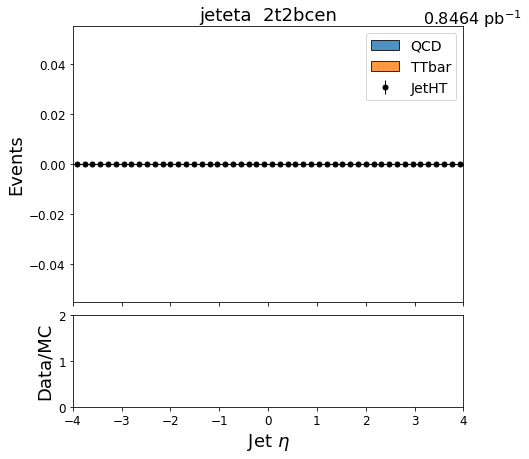 jeteta 2t2bcen
0.8464 pb⁻¹
QCD
TTbar
JetHT
Events
0.04
0.02
0.00
−0.02
−0.04
Data/MC
2
1
0
−4 −3 −2 −1 0 1 2 3 4
Jet η